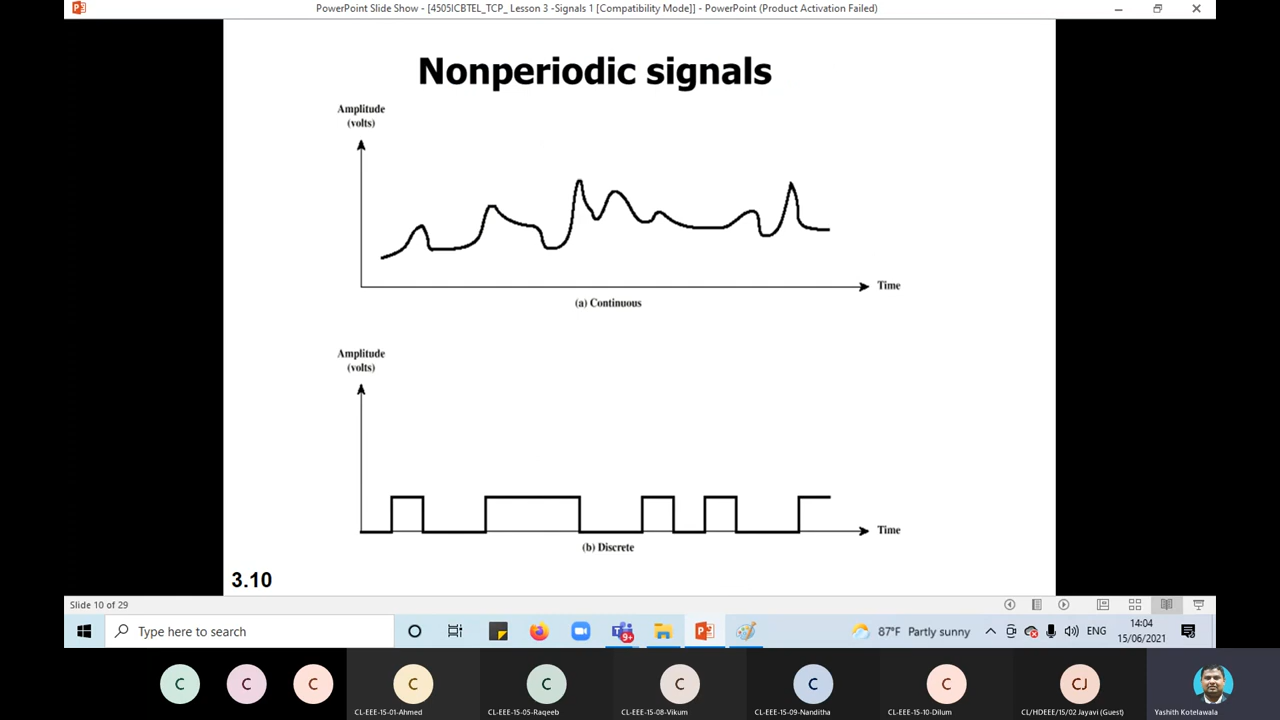 PowerPoint Slide Show - [4505ICBTEL_TCP_ Lesson 3 -Signals 1 [Compatibility Mode]] - PowerPoint (Product Activation Failed)
Nonperiodic signals
Amplitude
(volts)
Time
(a) Continuous
Amplitude
(volts)
Time
(b) Discrete
3.10
Slide 10 of 29
Type here to search
9+
87°F Partly sunny
ENG
14:04
15/06/2021
C
C
C
C
C
C
C
C
CJ
CL-EEE-15-01-Ahmed
CL-EEE-15-05-Raqeeb
CL-EEE-15-08-Vikum
CL-EEE-15-09-Nanditha
CL-EEE-15-10-Dilum
CL/HDEEE/15/02 Jayavi (Guest)
Yashith Kotelawala